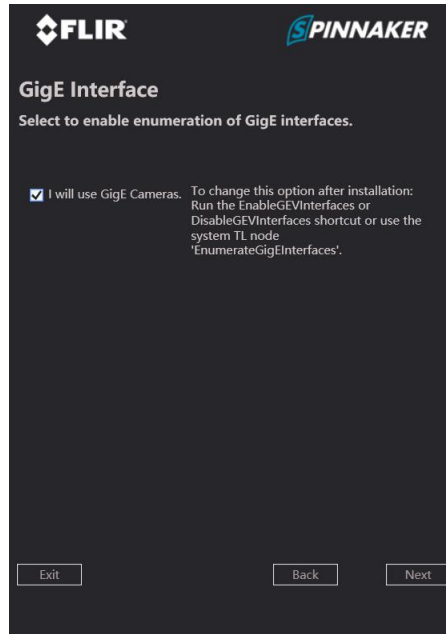 FLIR
SPINNAKER
GigE Interface
Select to enable enumeration of GigE interfaces.
I will use GigE Cameras.
To change this option after installation:
Run the EnableGEVInterfaces or
DisableGEVInterfaces shortcut or use the
system TL node
'EnumerateGigEInterfaces'.
Exit
Back
Next